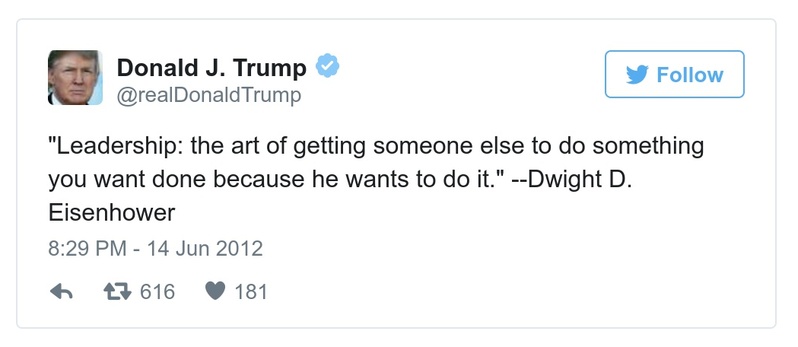 Donald J. Trump
@realDonaldTrump
Follow
"Leadership: the art of getting someone else to do something
you want done because he wants to do it." --Dwight D.
Eisenhower
8:29 PM - 14 Jun 2012
616 181